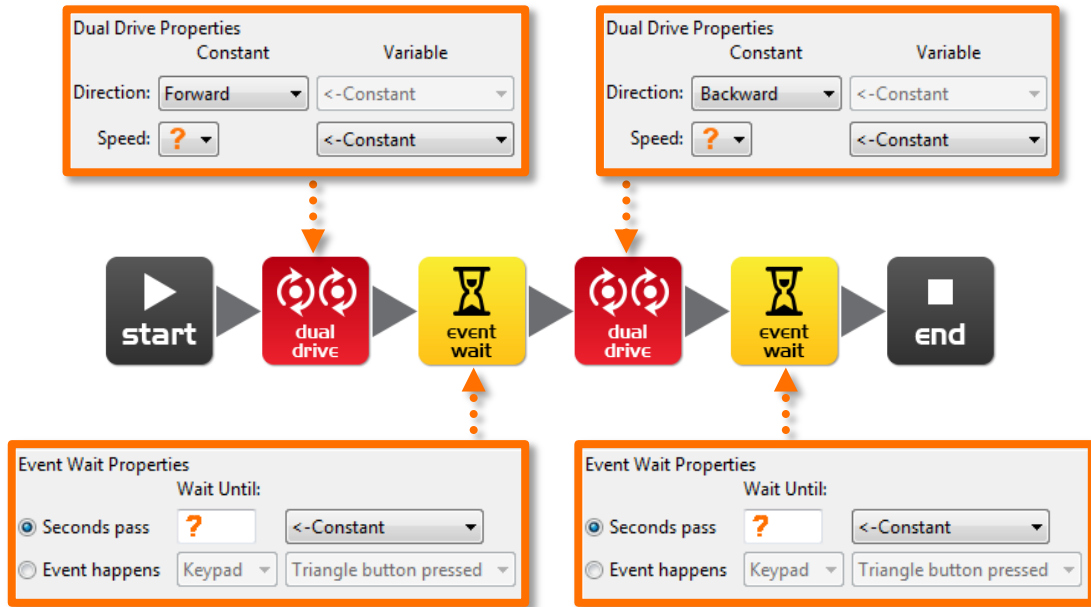 Dual Drive Properties
Constant Variable
Direction: Forward <-Constant
Speed: ? <-Constant
Dual Drive Properties
Constant Variable
Direction: Backward <-Constant
Speed: ? <-Constant
start
dual
drive
event
wait
dual
drive
event
wait
end
Event Wait Properties
Wait Until:
Seconds pass ? <-Constant
Event happens Keypad Triangle button pressed
Event Wait Properties
Wait Until:
Seconds pass ? <-Constant
Event happens Keypad Triangle button pressed